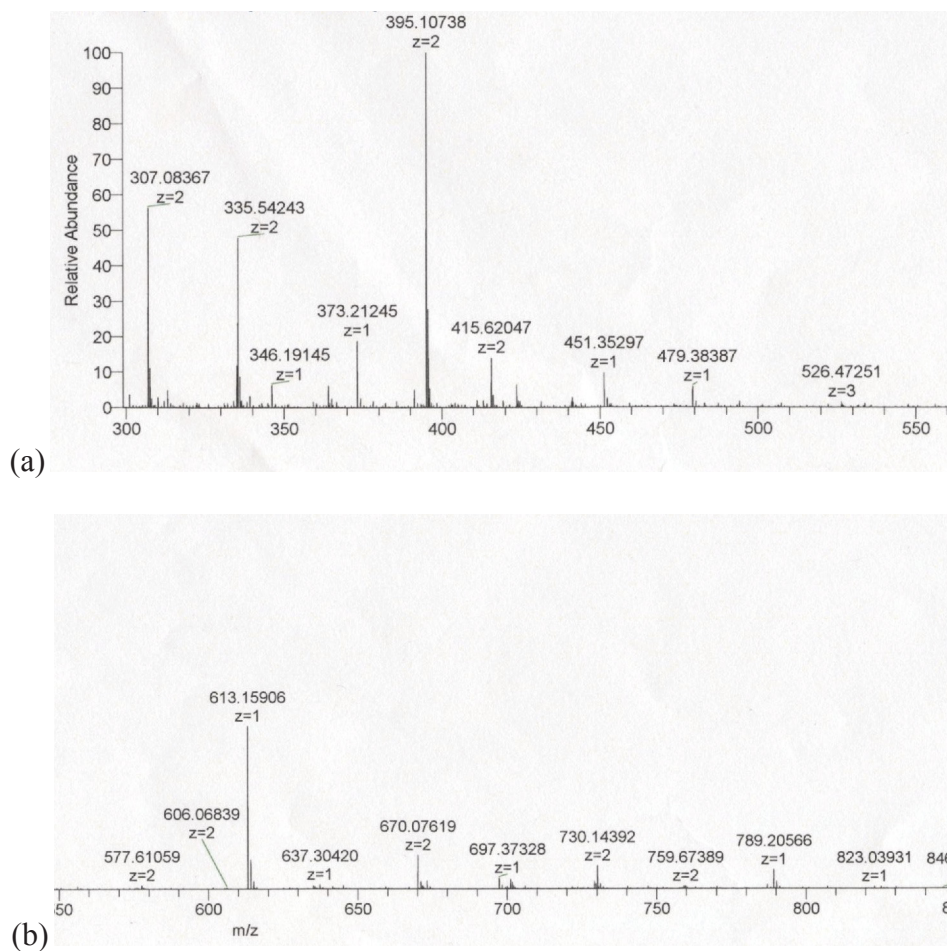 395.10738
z=2
100
90
80
70
60
50
40
30
20
10
0
Relative Abundance
307.08367
z=2
335.54243
z=2
346.19145
z=1
373.21245
z=1
415.62047
z=2
451.35297
z=1
479.38387
z=1
526.47251
z=3
300 350 400 450 500 550
(a)
613.15906
z=1
606.06839
z=2
577.61059
z=2
637.30420
z=1
670.07619
z=2
697.37328
z=1
730.14392
z=2
759.67389
z=2
789.20566
z=1
823.03931
z=1
846
50 600 650 700 750 800 8
m/z
(b)